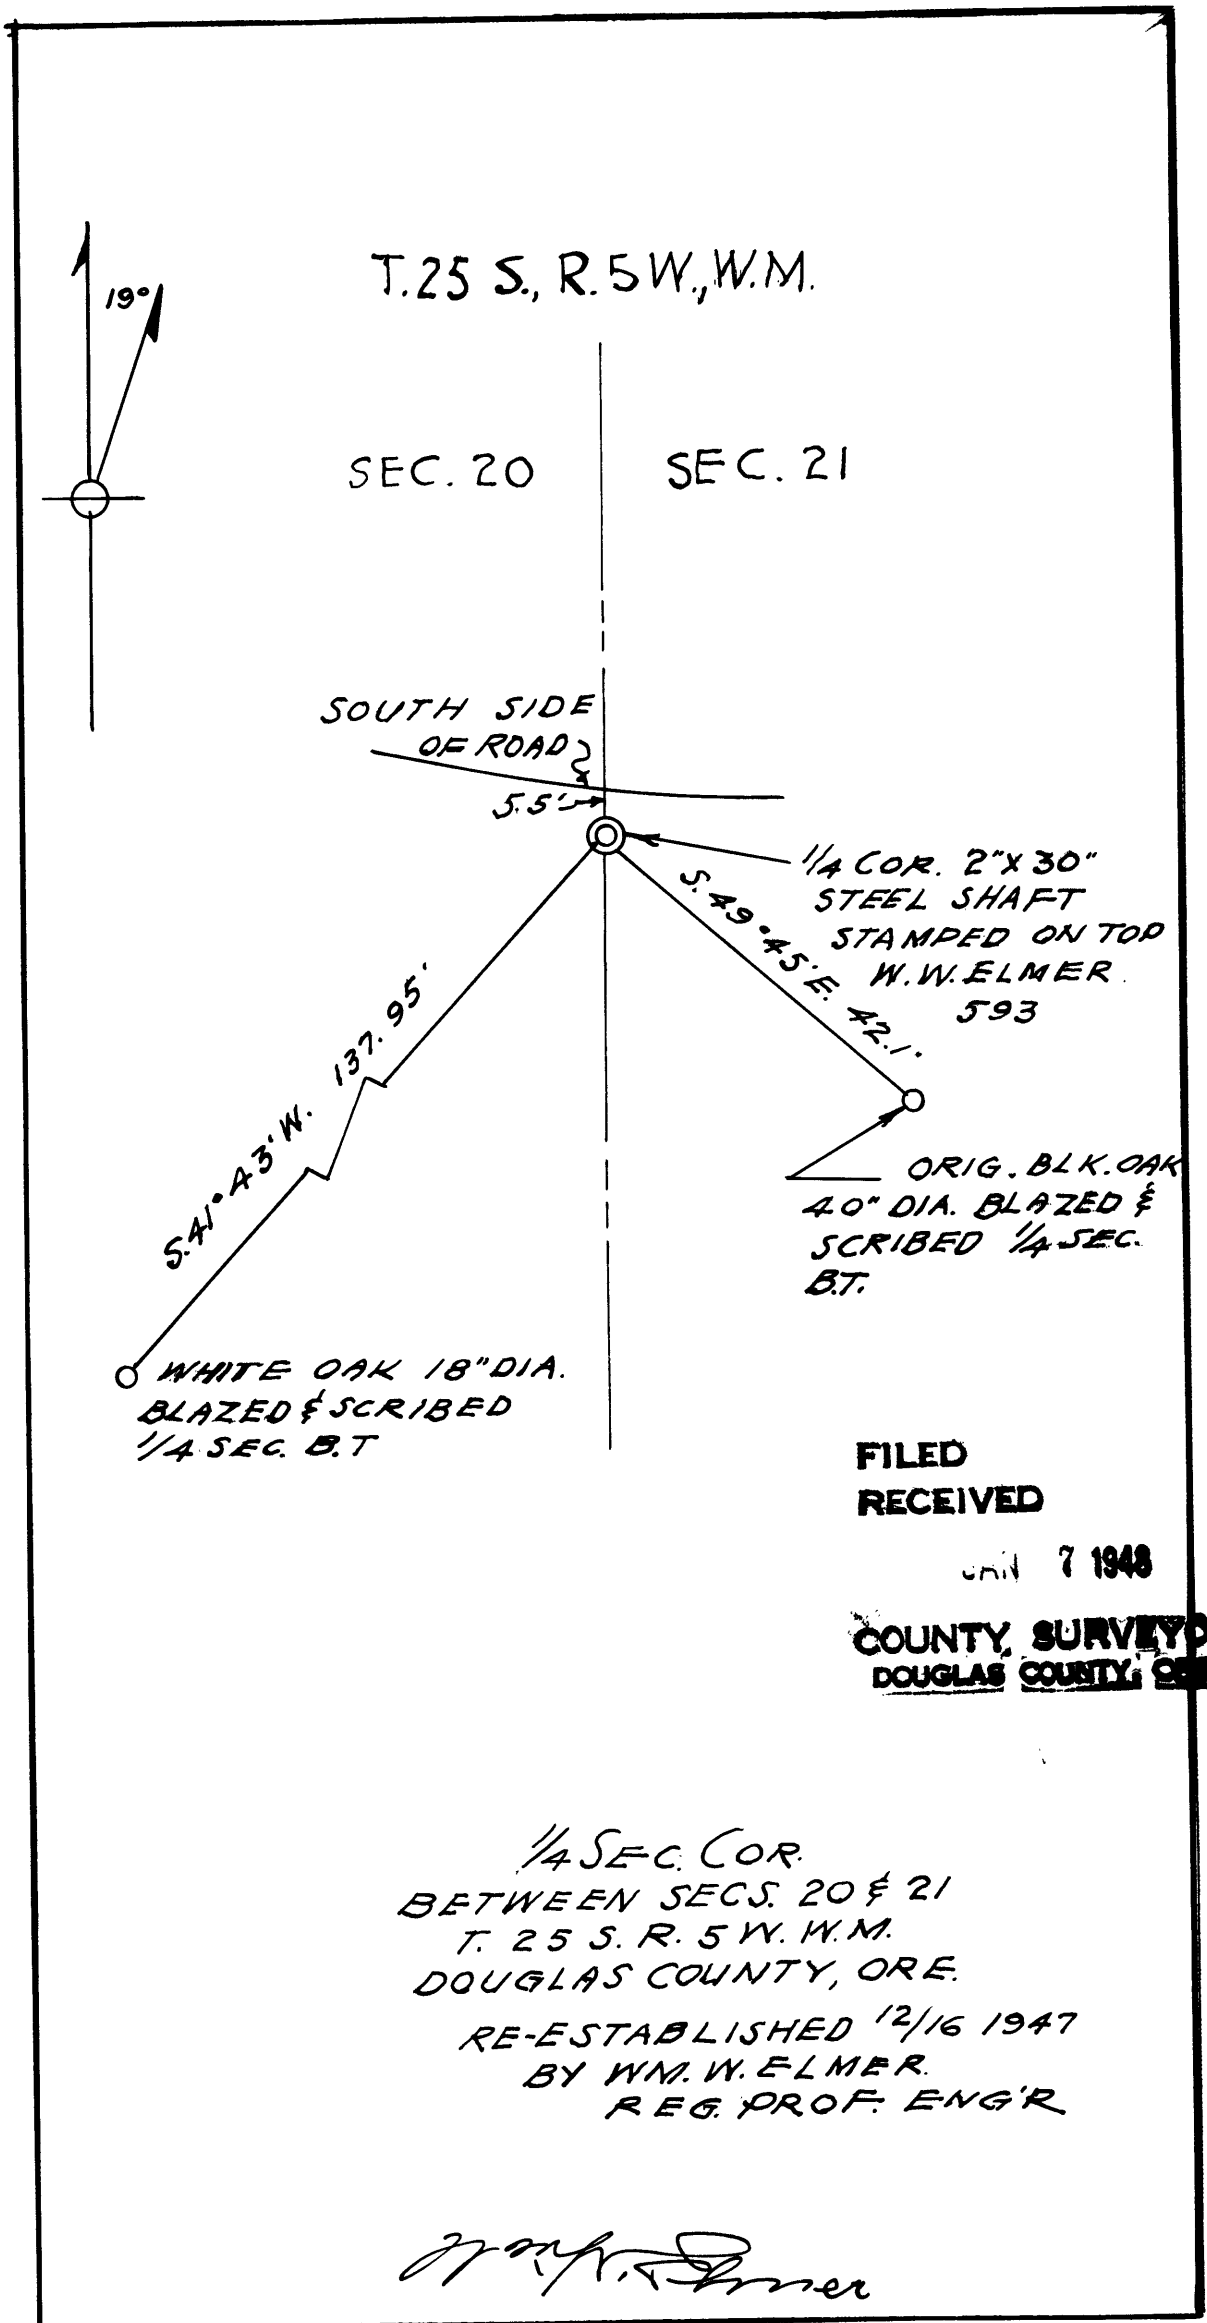 T.25 S., R.5W., W.M.
19°
SEC. 20
SEC. 21
SOUTH SIDE
OF ROAD
5.5'
1/4 COR. 2"X30"
STEEL SHAFT
STAMPED ON TOP
W.W. ELMER.
593
S. 49°45'E. 42.1'
S.41°43'W. 137.95'
ORIG. BLK. OAK
40" DIA. BLAZED &
SCRIBED 1/4 SEC.
B.T.
WHITE OAK 18" DIA.
BLAZED & SCRIBED
1/4 SEC. B.T
FILED
RECEIVED
JAN 7 1948
COUNTY SURVEYO
DOUGLAS COUNTY,
1/4 SEC. COR.
BETWEEN SECS. 20 & 21
T. 25 S. R. 5 W. W.M.
DOUGLAS COUNTY, ORE.
RE-ESTABLISHED 12/16 1947
BY WM. W. ELMER.
REG. PROF. ENG'R
Wm. W. Elmer